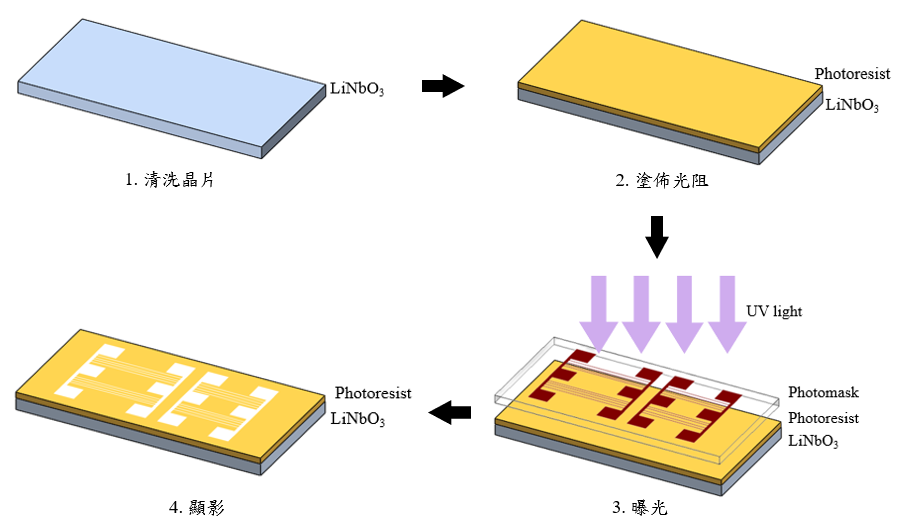 LiNbO3
1. 清洗晶片
Photoresist
LiNbO3
2. 塗佈光阻
UV light
Photomask
Photoresist
LiNbO3
3. 曝光
Photoresist
LiNbO3
4. 顯影